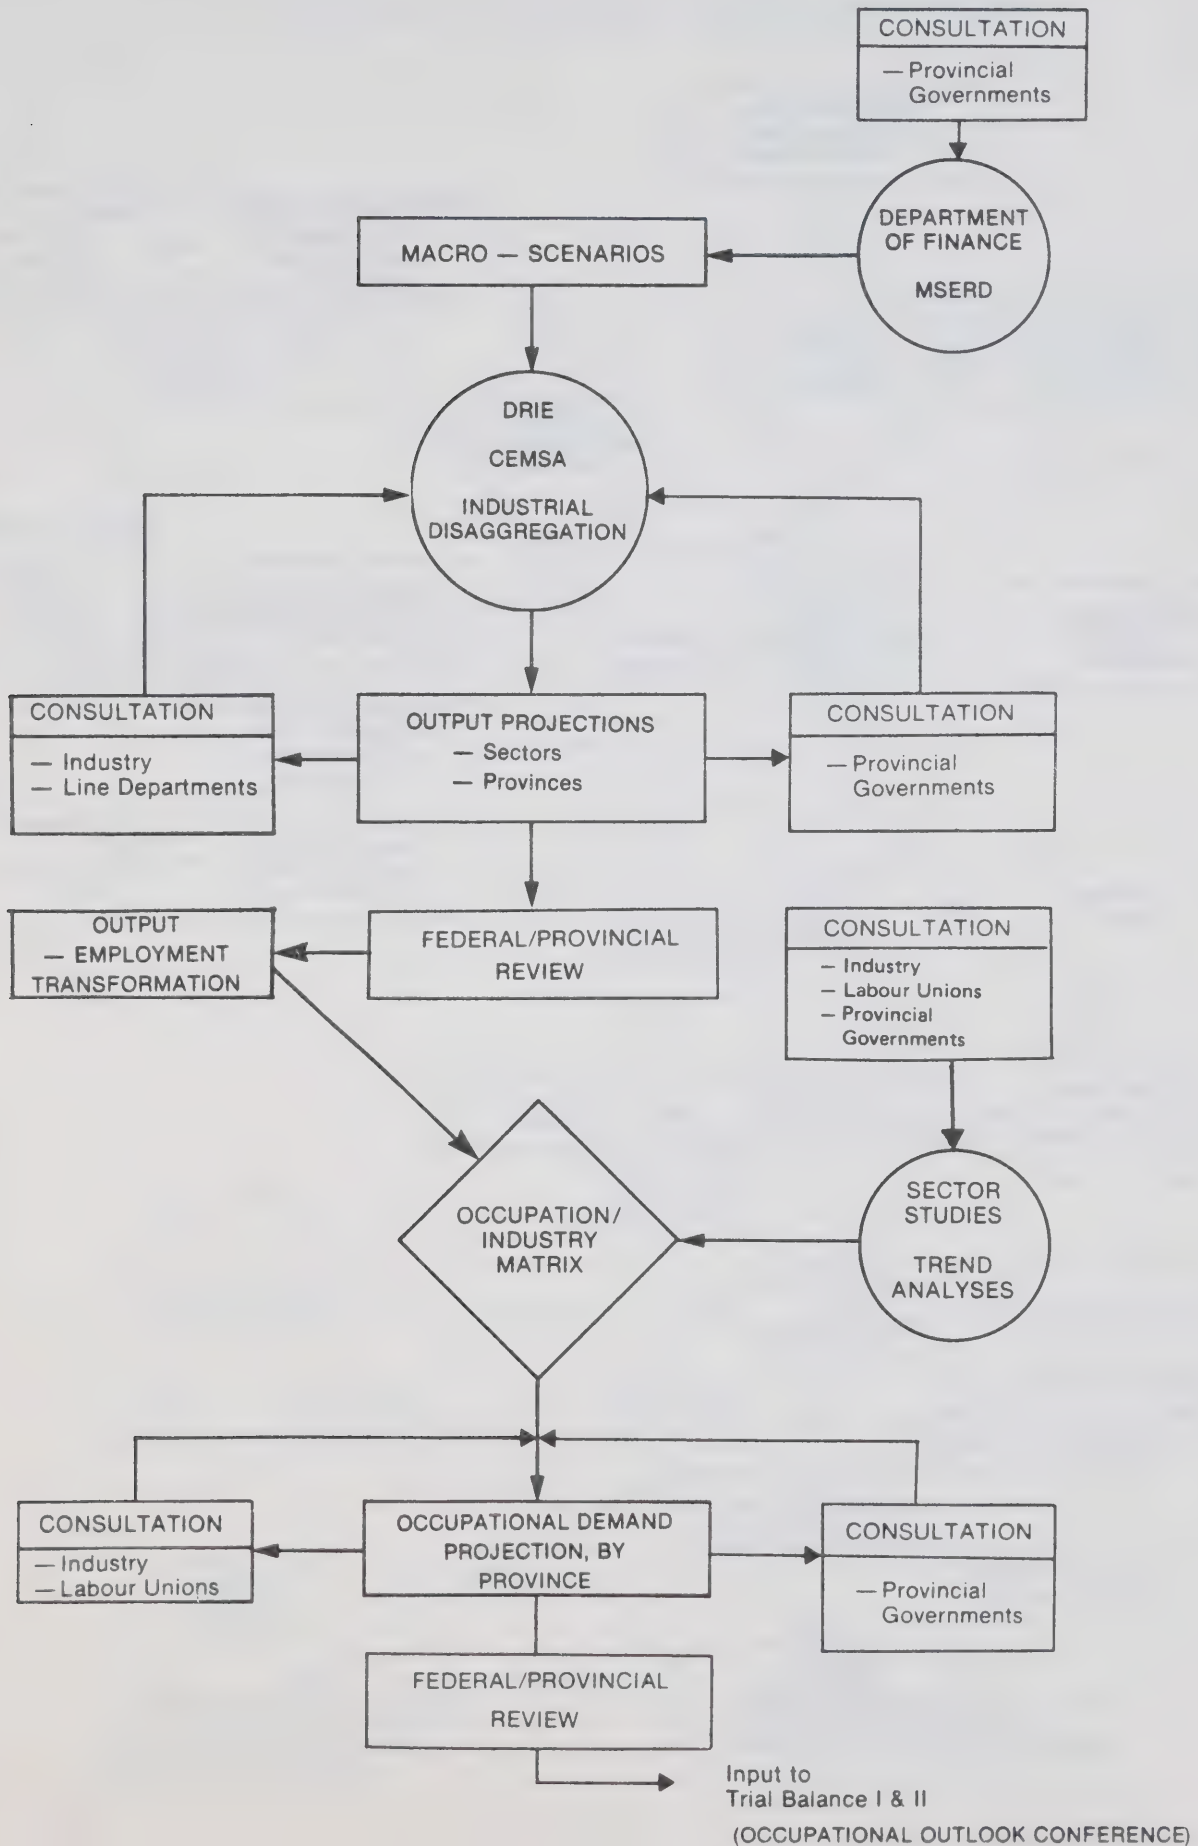 CONSULTATION
— Provincial
Governments
DEPARTMENT
OF FINANCE
MSERD
MACRO — SCENARIOS
DRIE
CEMSA
INDUSTRIAL
DISAGGREGATION
CONSULTATION
— Industry
— Line Departments
OUTPUT PROJECTIONS
— Sectors
— Provinces
CONSULTATION
— Provincial
Governments
OUTPUT
— EMPLOYMENT
TRANSFORMATION
FEDERAL/PROVINCIAL
REVIEW
CONSULTATION
— Industry
— Labour Unions
— Provincial
Governments
OCCUPATION/
INDUSTRY
MATRIX
SECTOR
STUDIES
TREND
ANALYSES
CONSULTATION
— Industry
— Labour Unions
OCCUPATIONAL DEMAND
PROJECTION, BY
PROVINCE
CONSULTATION
— Provincial
Governments
FEDERAL/PROVINCIAL
REVIEW
Input to
Trial Balance I & II
(OCCUPATIONAL OUTLOOK CONFERENCE)